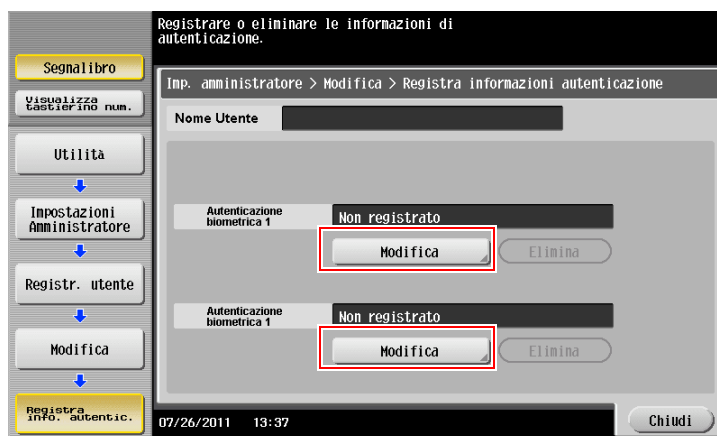 Registrare o eliminare le informazioni di
autenticazione.
Segnalibro
Visualizza
tastierino num.
Utilità
Impostazioni
Amministratore
Registr. utente
Modifica
Registra
info. autentic.
Imp. amministratore > Modifica > Registra informazioni autenticazione
Nome Utente
Autenticazione
biometrica 1
Non registrato
Modifica
Elimina
Autenticazione
biometrica 1
Non registrato
Modifica
Elimina
07/26/2011 13:37
Chiudi